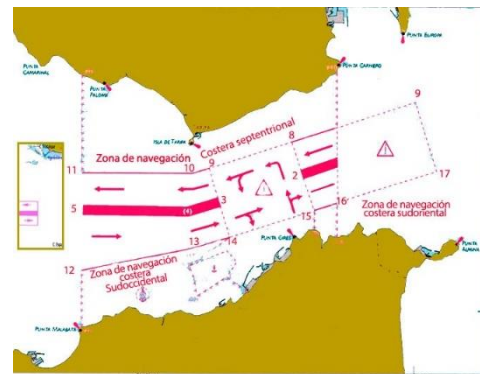 PUNTA EUROPA
PUNTA CAMARINAL
PUNTA PALOMA
PUNTA CARNERO
ISLA DE TARIFA
Costera septentrional
Zona de navegación
9
8
11
10
9
2
17
5
(4)
3
16
Zona de navegación
costera sudoriental
15
13
14
PUNTA CIRES
12
Zona de navegación
costera
Sudoccidental
PUNTA ALMINA
PUNTA MALABATA